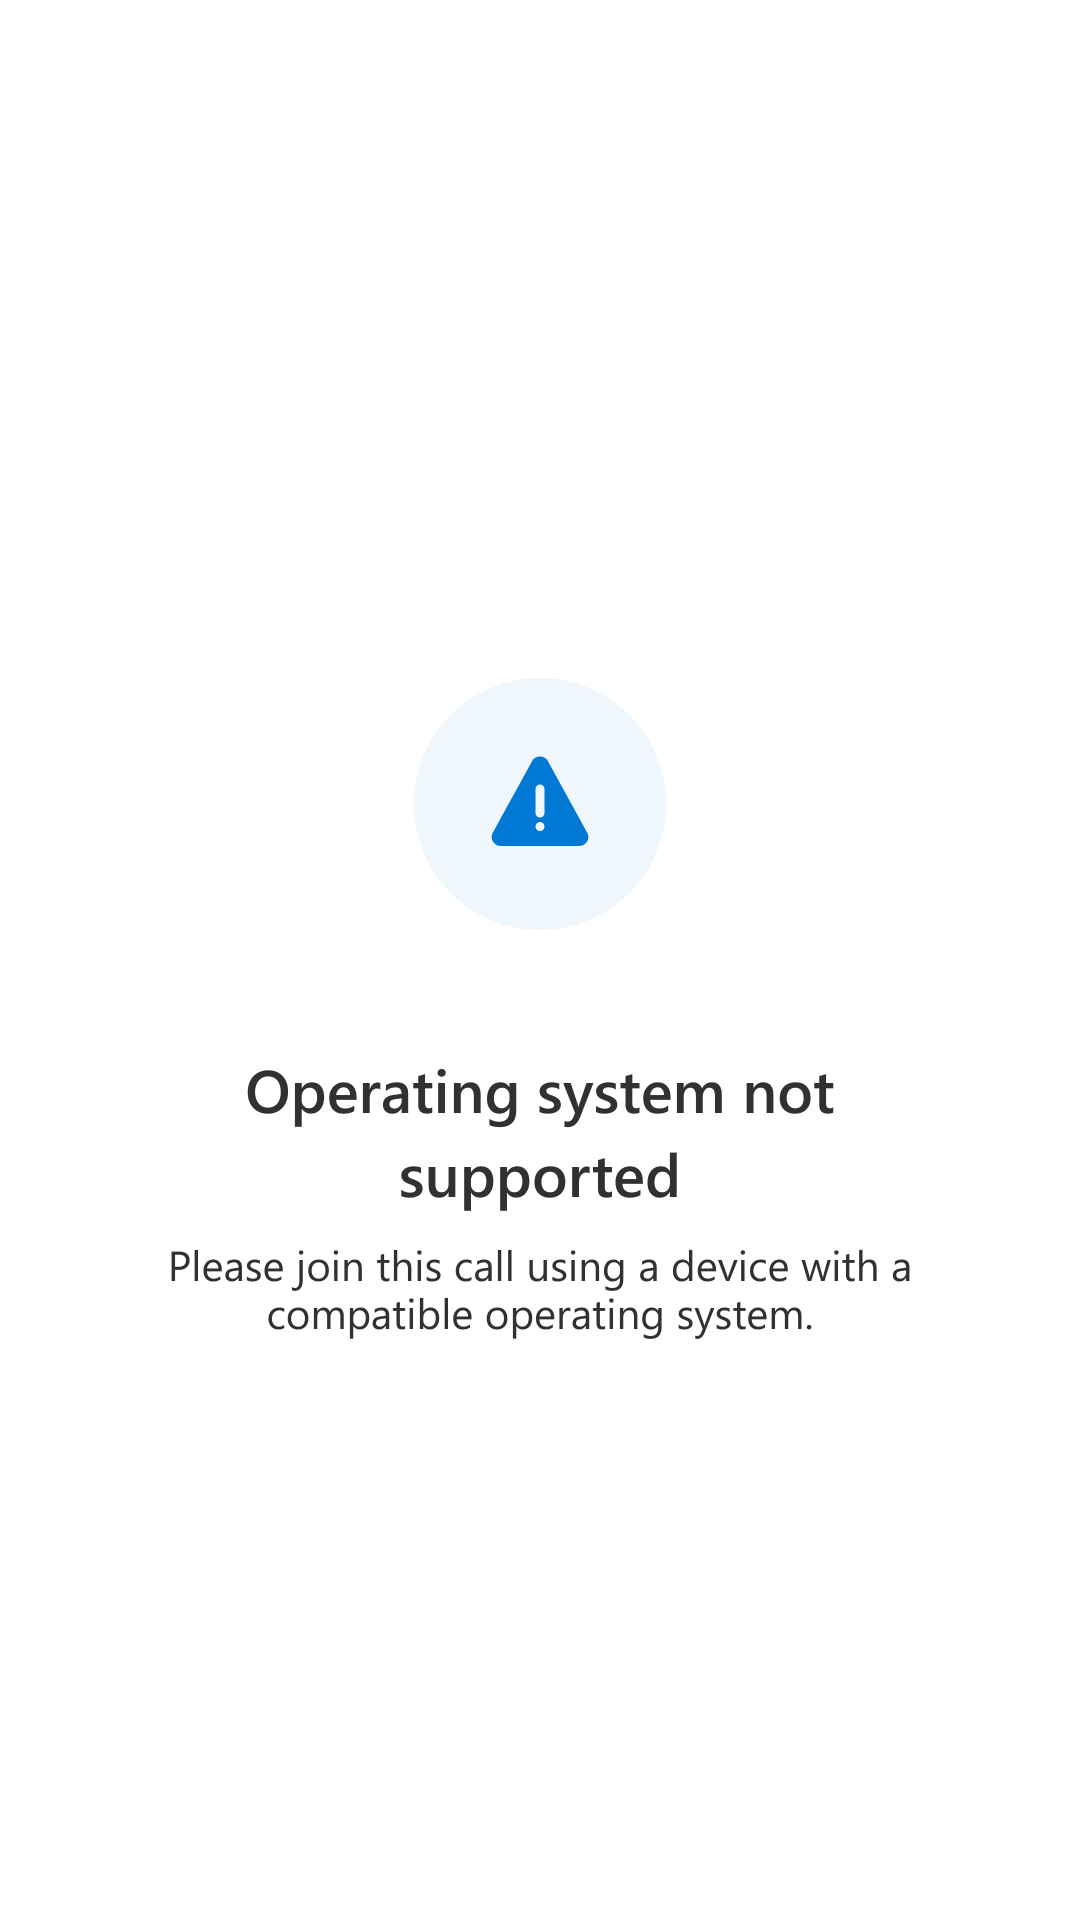 Operating system not
supported
Please join this call using a device with a
compatible operating system.